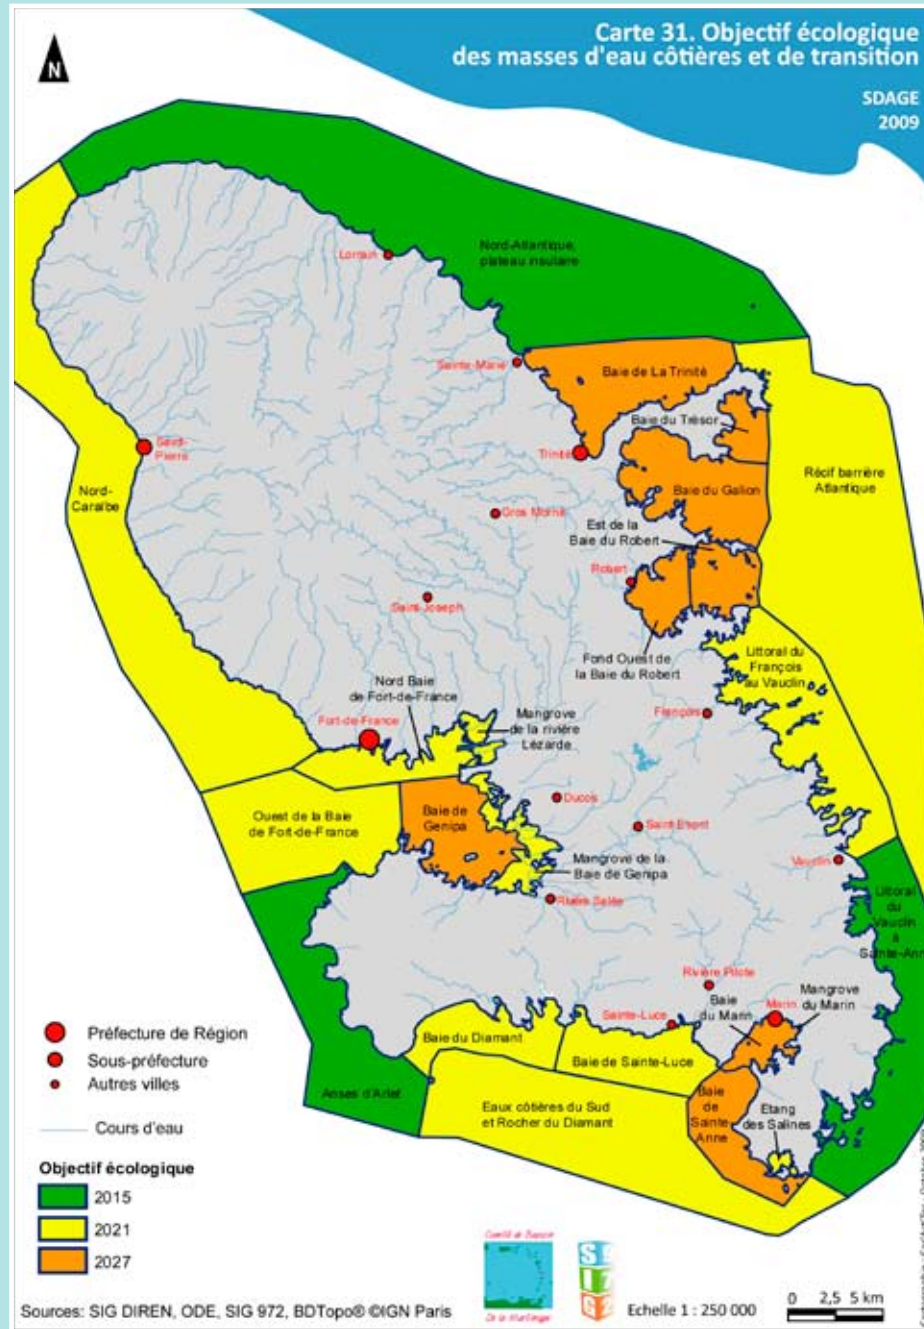 Carte 31. Objectif écologique
des masses d'eau côtières et de transition
SDAGE
2009
N
Nord-Atlantique,
plateau insulaire
Lorrain
Sainte-Marie
Baie de La Trinité
Baie du Trésor
Saint-
Pierre
Trinité
Récif barrière
Atlantique
Nord-
Caraïbe
Baie du Galion
Gros Morne
Est de la
Baie du Robert
Robert
Saint-Joseph
Fond Ouest de
la Baie du Robert
Littoral du
François
au Vauclin
Nord Baie
de Fort-de-France
Fort-de-France
Mangrove
de la rivière
Lézarde
François
Ouest de la Baie
de Fort-de-France
Baie de
Genipa
Ducos
Saint Esprit
Mangrove de la
Baie de Genipa
Vauclin
Rivière Salée
Littoral
du
Vauclin
à
Sainte-Ann
Rivière Pilote
Mangrove
du Marin
Baie
du Marin
Marin
Sainte-Luce
Baie du Diamant
Baie de Sainte-Luce
Anses d'Arlet
Eaux côtières du Sud
et Rocher du Diamant
Baie
de
Sainte
Anne
Etang
des Salines
Préfecture de Région
Sous-préfecture
Autres villes
Cours d'eau
Objectif écologique
2015
2021
2027
Comité de Bassin
De la Martinique
S
I
G
Sources: SIG DIREN, ODE, SIG 972, BDTopo® ©IGN Paris
Echelle 1 : 250 000
0 2,5 5 km